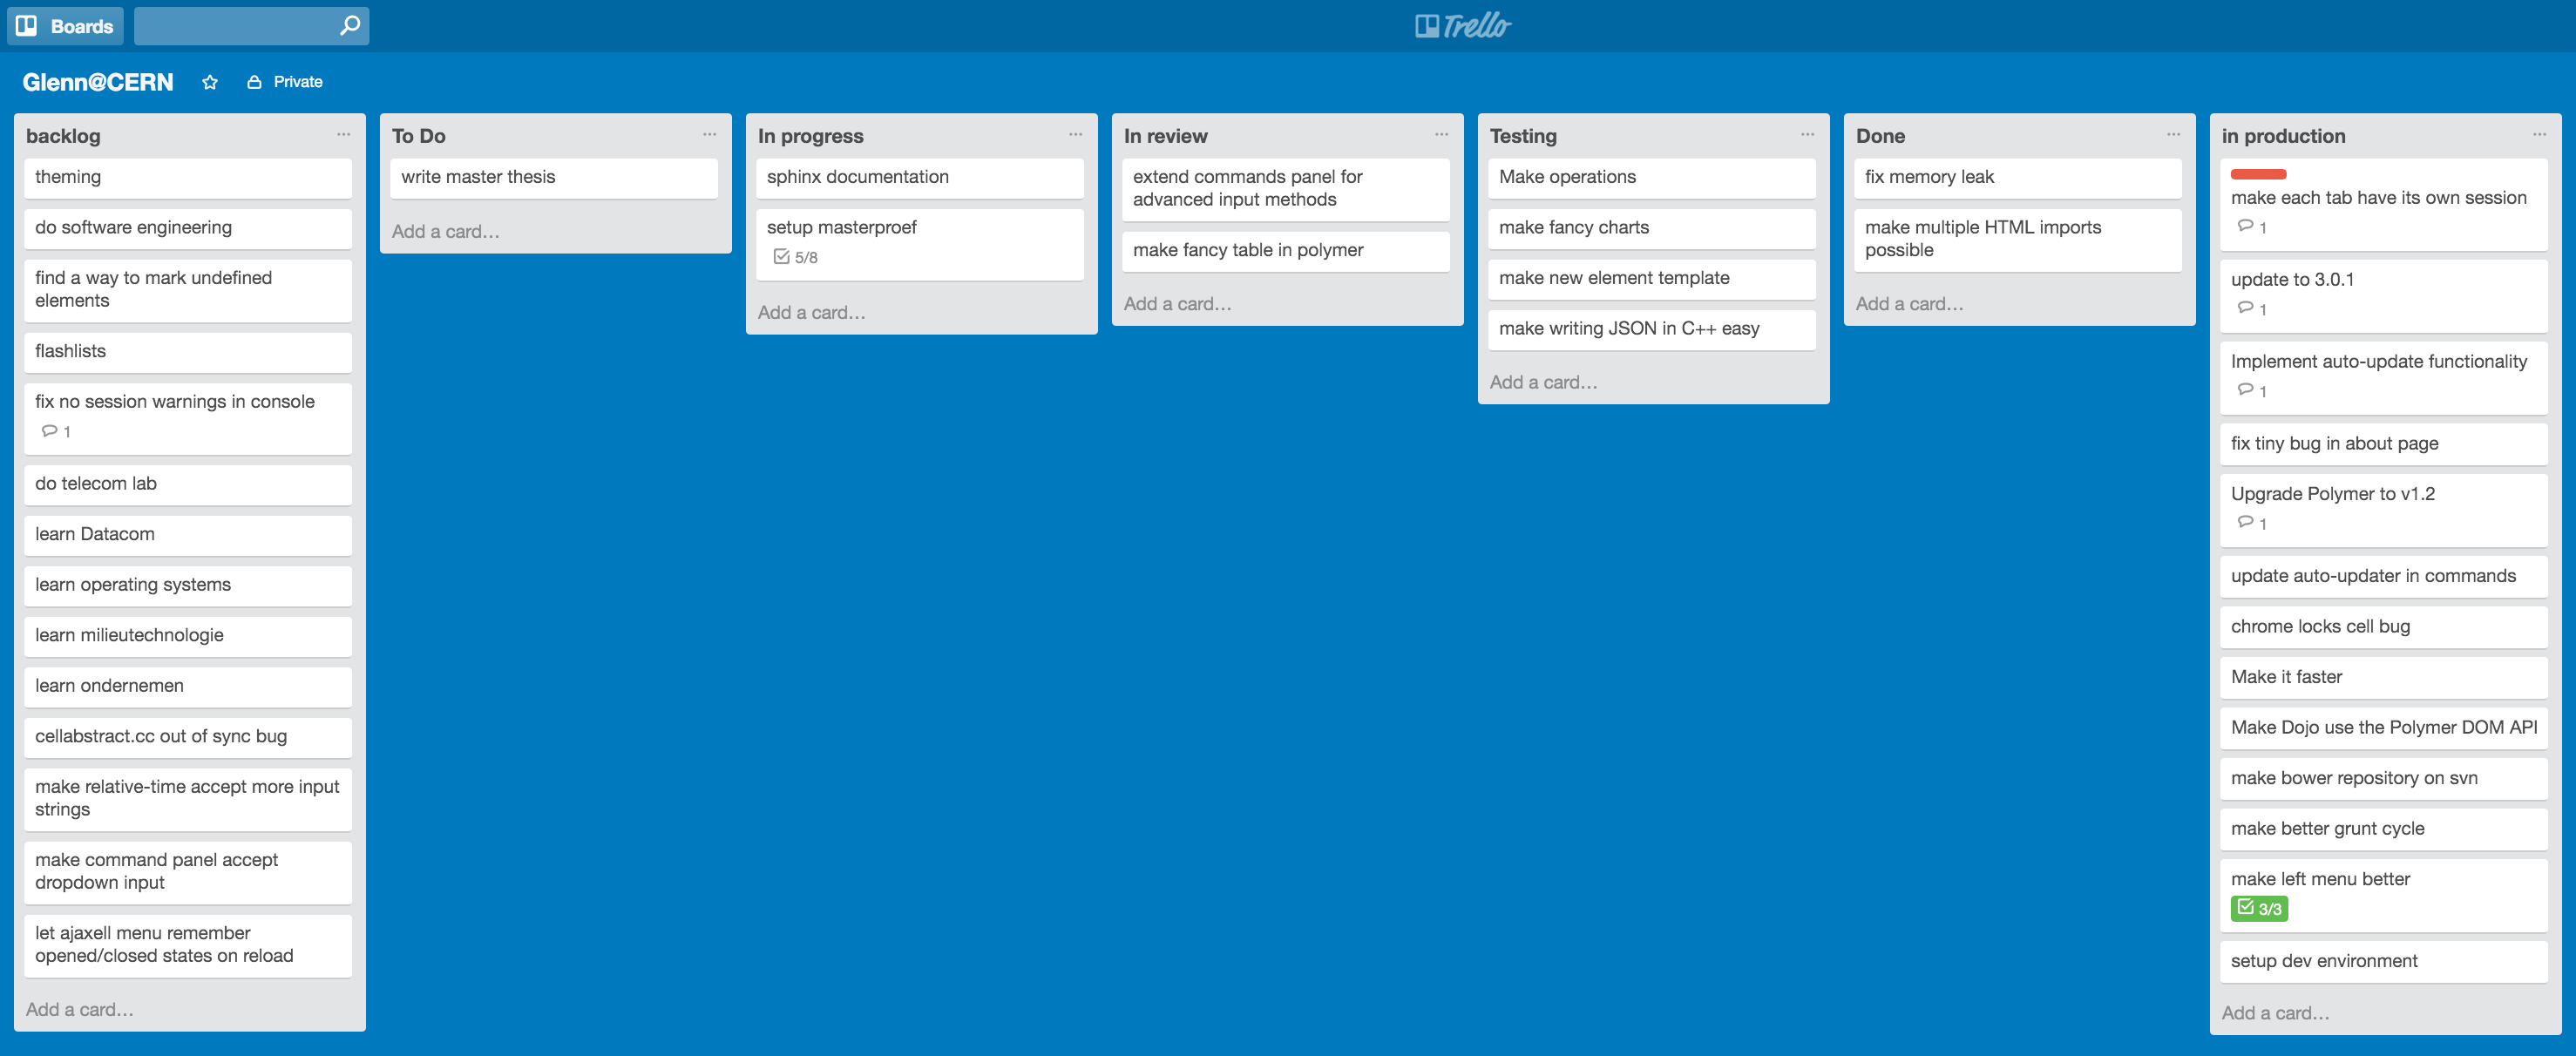 Boards
Trello
Glenn@CERN
Private
backlog
theming
do software engineering
find a way to mark undefined
elements
flashlists
fix no session warnings in console
1
do telecom lab
learn Datacom
learn operating systems
learn milieutechnologie
learn ondernemen
cellabstract.cc out of sync bug
make relative-time accept more input
strings
make command panel accept
dropdown input
let ajaxell menu remember
opened/closed states on reload
Add a card…
To Do
write master thesis
Add a card…
In progress
sphinx documentation
setup masterproef
5/8
Add a card…
In review
extend commands panel for
advanced input methods
make fancy table in polymer
Add a card…
Testing
Make operations
make fancy charts
make new element template
make writing JSON in C++ easy
Add a card…
Done
fix memory leak
make multiple HTML imports
possible
Add a card…
in production
make each tab have its own session
1
update to 3.0.1
1
Implement auto-update functionality
1
fix tiny bug in about page
Upgrade Polymer to v1.2
1
update auto-updater in commands
chrome locks cell bug
Make it faster
Make Dojo use the Polymer DOM API
make bower repository on svn
make better grunt cycle
make left menu better
3/3
setup dev environment
Add a card…